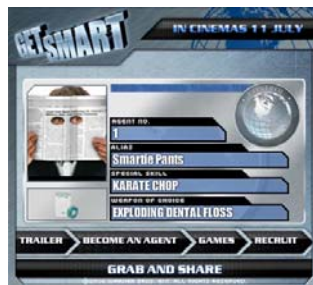 GET SMART
IN CINEMAS 11 JULY
AGENT NO.
1
ALIAS
Smartie Pants
SPECIAL SKILL
KARATE CHOP
WEAPON OF CHOICE
EXPLODING DENTAL FLOSS
TRAILER BECOME AN AGENT GAMES RECRUIT
GRAB AND SHARE